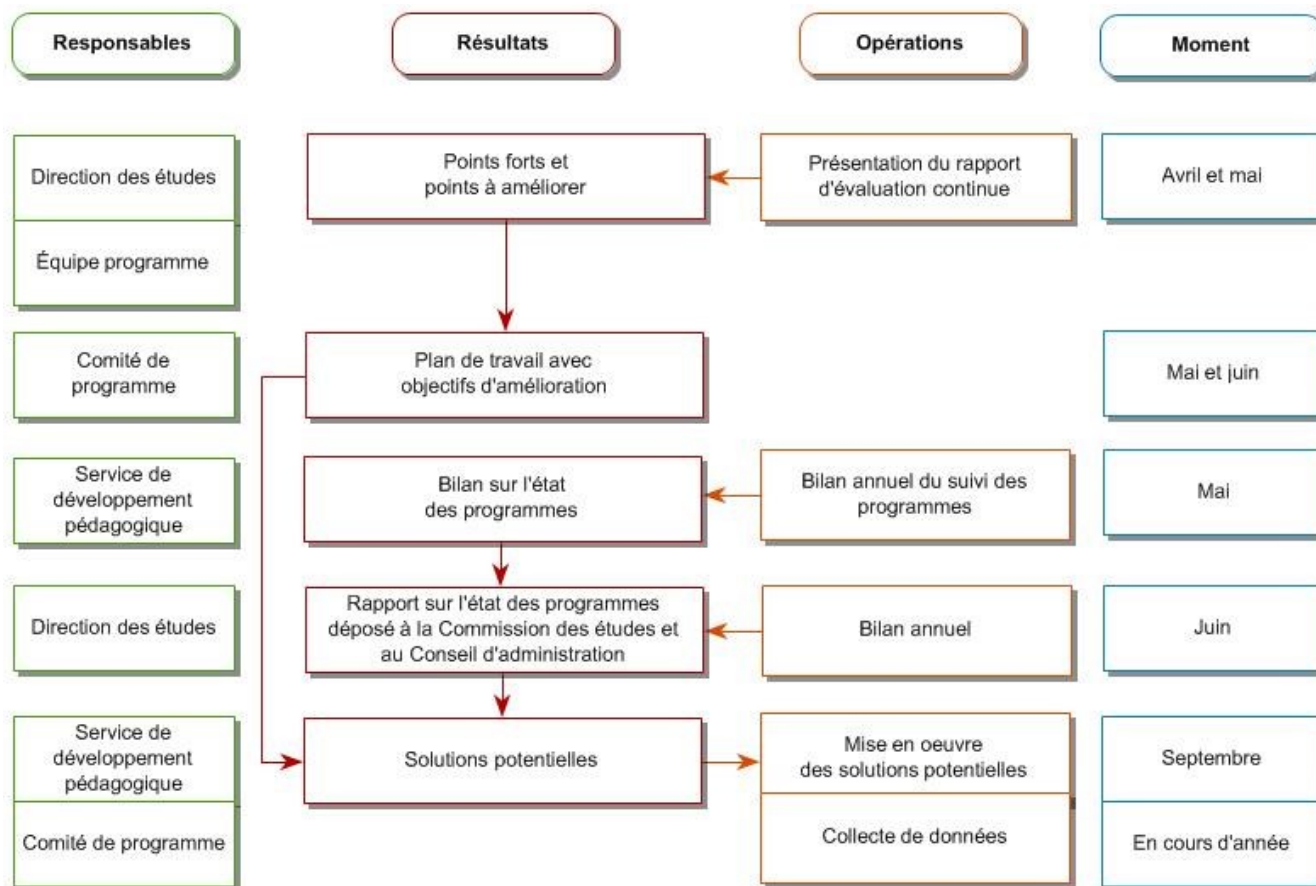 Responsables
Résultats
Opérations
Moment
Direction des études
Points forts et
points à améliorer
Présentation du rapport
d'évaluation continue
Avril et mai
Équipe programme
Comité de
programme
Plan de travail avec
objectifs d'amélioration
Mai et juin
Service de
développement
pédagogique
Bilan sur l'état
des programmes
Bilan annuel du suivi des
programmes
Mai
Direction des études
Rapport sur l'état des programmes
déposé à la Commission des études et
au Conseil d'administration
Bilan annuel
Juin
Service de
développement
pédagogique
Solutions potentielles
Mise en oeuvre
des solutions potentielles
Septembre
Comité de programme
Collecte de données
En cours d'année